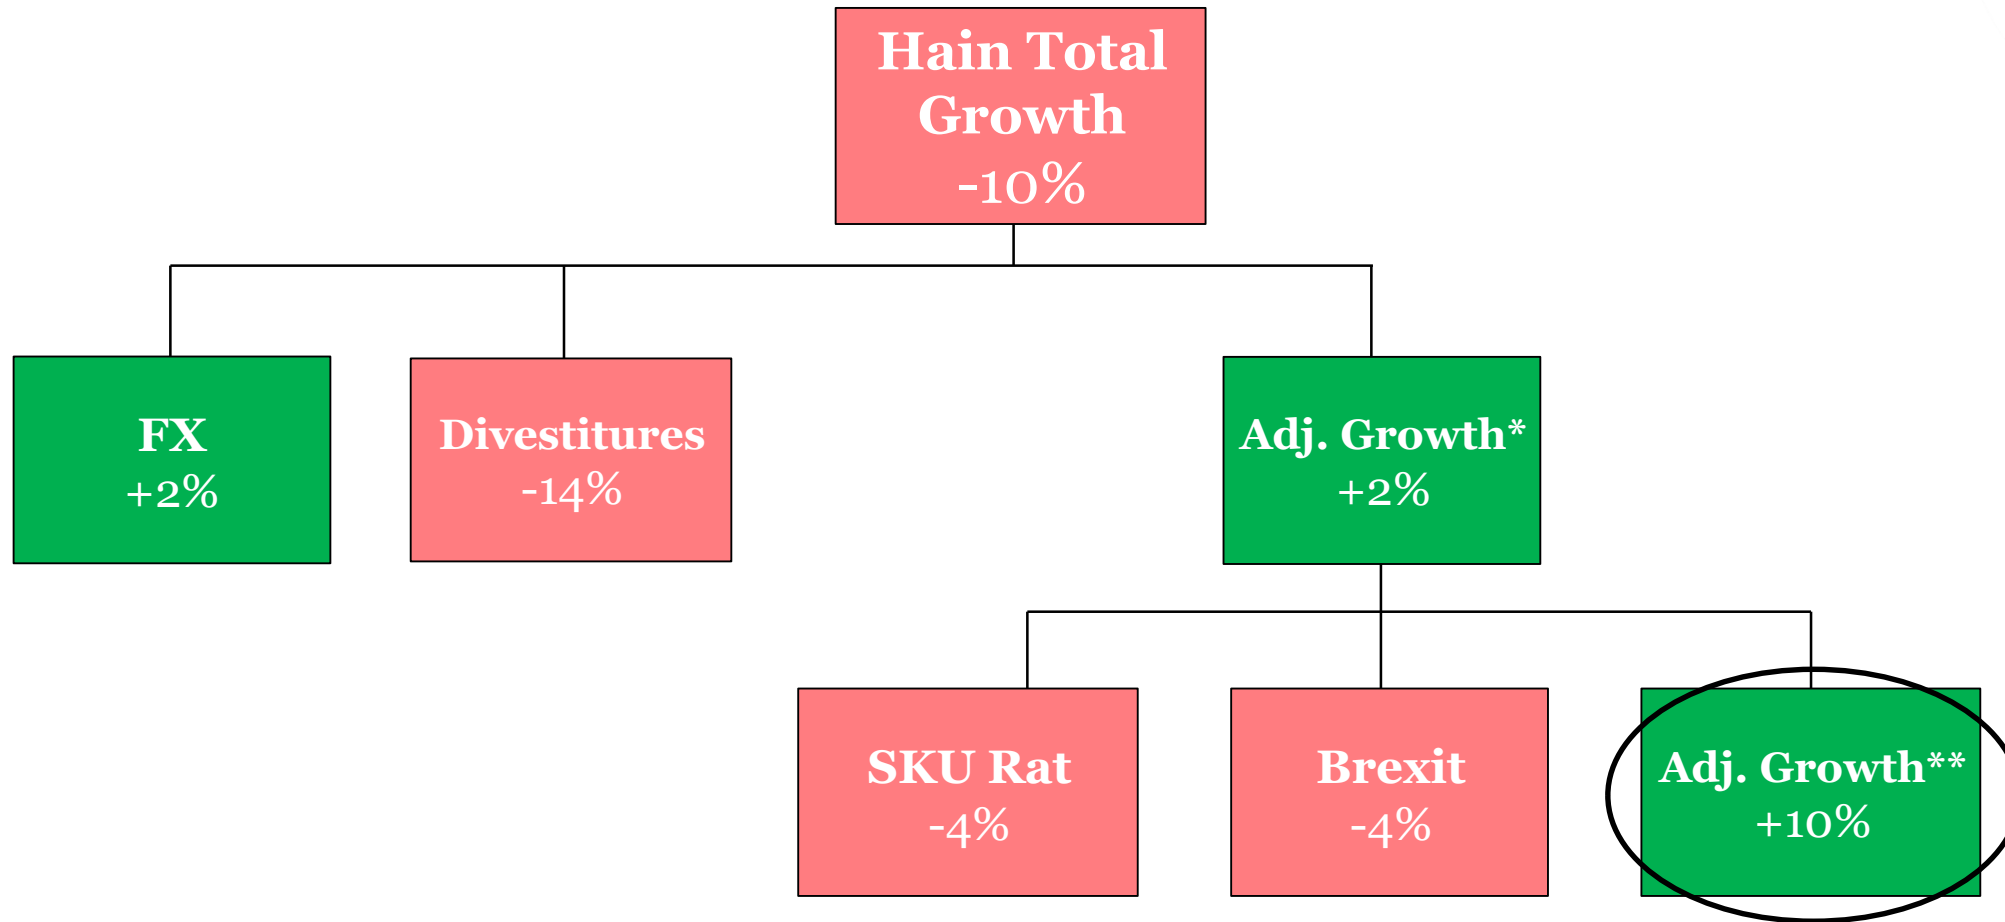 Hain Total
Growth
-10%
FX
+2%
Divestitures
-14%
Adj. Growth*
+2%
SKU Rat
-4%
Brexit
-4%
Adj. Growth**
+10%